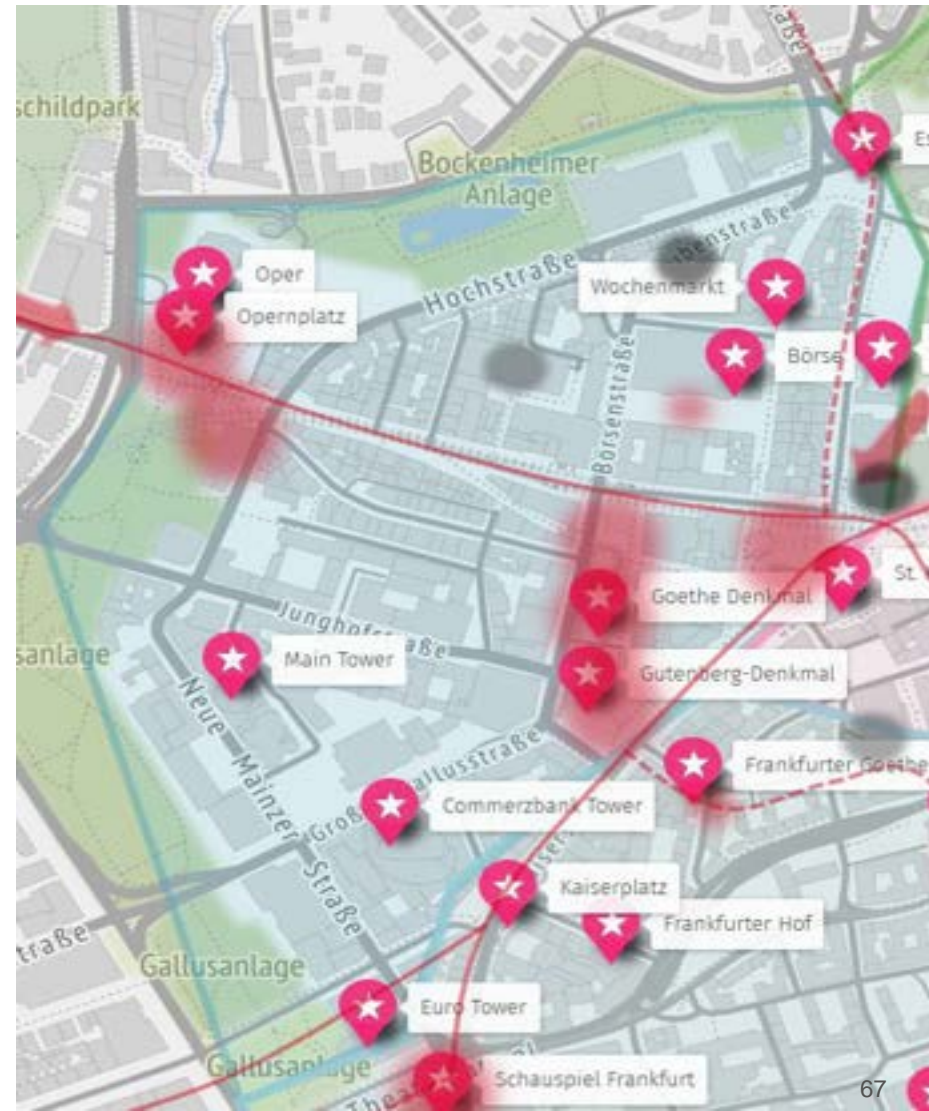 schildpark
Bockenheimer
Anlage
Es
Oper
Opernplatz
Hochstraße
Wochenmarkt
Börse
Börsenstraße
Goethe Denkmal
St.
Junghofstraße
Main Tower
sanlage
Gutenberg-Denkmal
Neue Mainzer Straße
Frankfurter Goethe
Commerzbank Tower
Kaiserplatz
Frankfurter Hof
traße
Gallusanlage
Euro Tower
Gallusanlage
Schauspiel Frankfurt
67